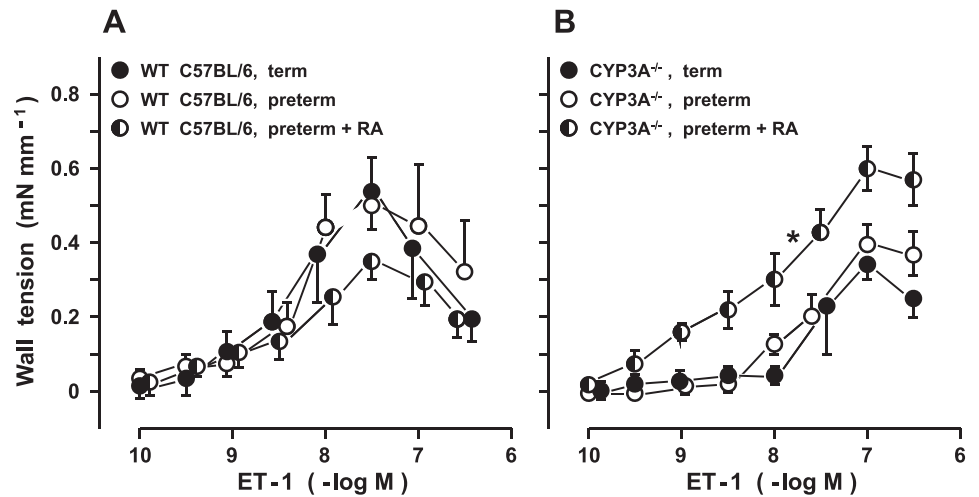 A
B
WT C57BL/6, term
WT C57BL/6, preterm
WT C57BL/6, preterm + RA
CYP3A-/-, term
CYP3A-/-, preterm
CYP3A-/-, preterm + RA
Wall tension (mN mm-1)
0.8
0.6
0.4
0.2
0
*
10 9 8 7 6
10 9 8 7 6
ET-1 (-log M)
ET-1 (-log M)